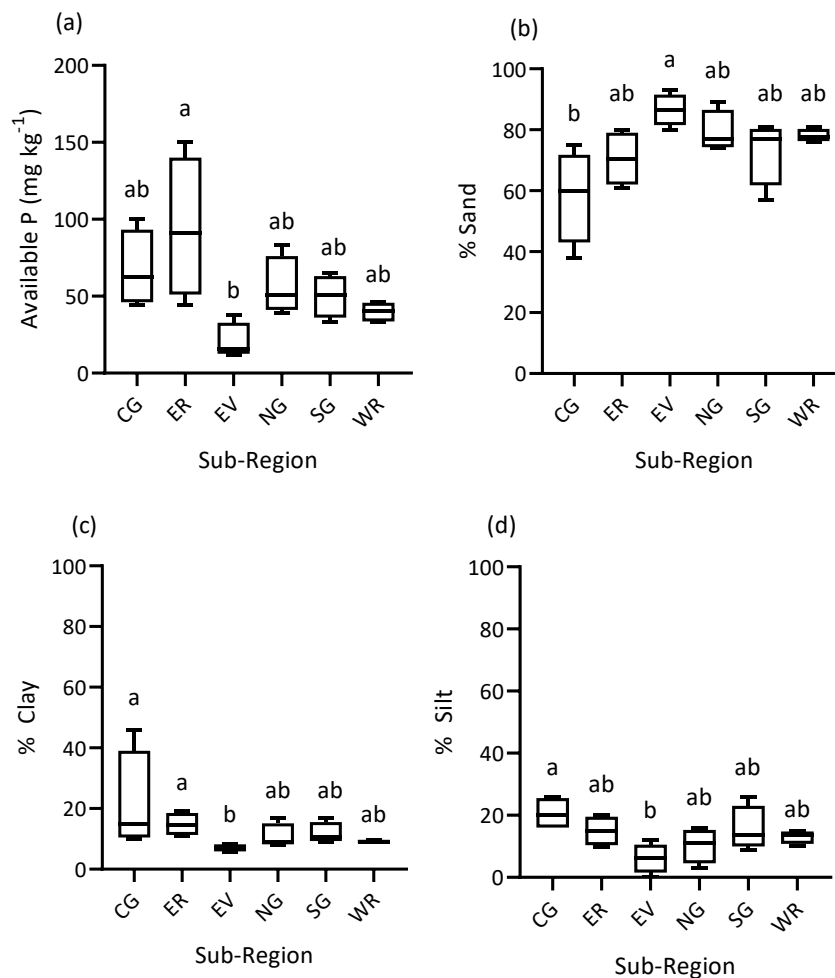 (a)
200
150
100
50
0
Available P (mg kg⁻¹)
ab
a
b
ab
ab
ab
CG
ER
EV
NG
SG
WR
Sub-Region
(b)
100
80
60
40
20
0
% Sand
b
ab
a
ab
ab
ab
CG
ER
EV
NG
SG
WR
Sub-Region
(c)
100
80
60
40
20
0
% Clay
a
a
b
ab
ab
ab
CG
ER
EV
NG
SG
WR
Sub-Region
(d)
100
80
60
40
20
0
% Silt
a
ab
b
ab
ab
ab
CG
ER
EV
NG
SG
WR
Sub-Region